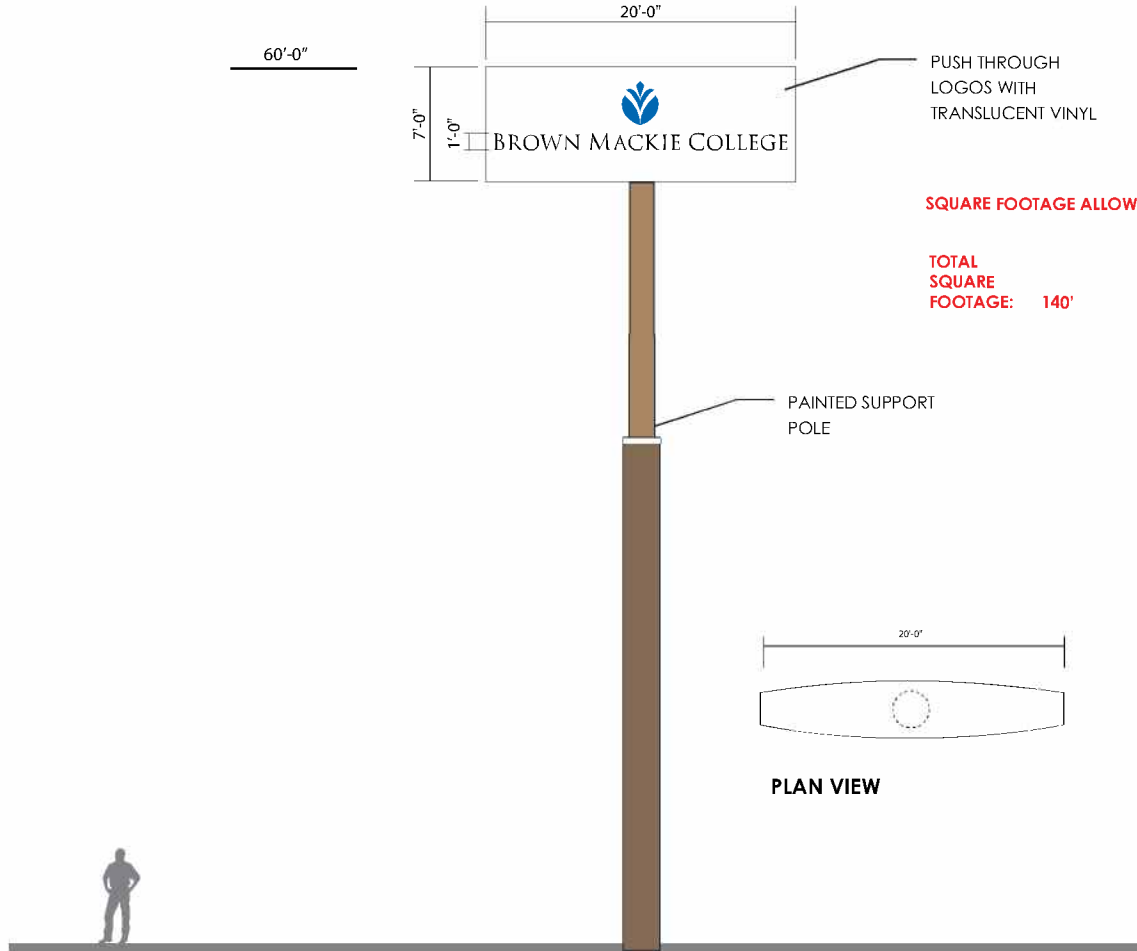 20'-0"
60'-0"
7'-0"
1'-0"
BROWN MACKIE COLLEGE
PUSH THROUGH
LOGOS WITH
TRANSLUCENT VINYL
SQUARE FOOTAGE ALLOW
TOTAL
SQUARE
FOOTAGE: 140'
PAINTED SUPPORT
POLE
20'-0"
PLAN VIEW